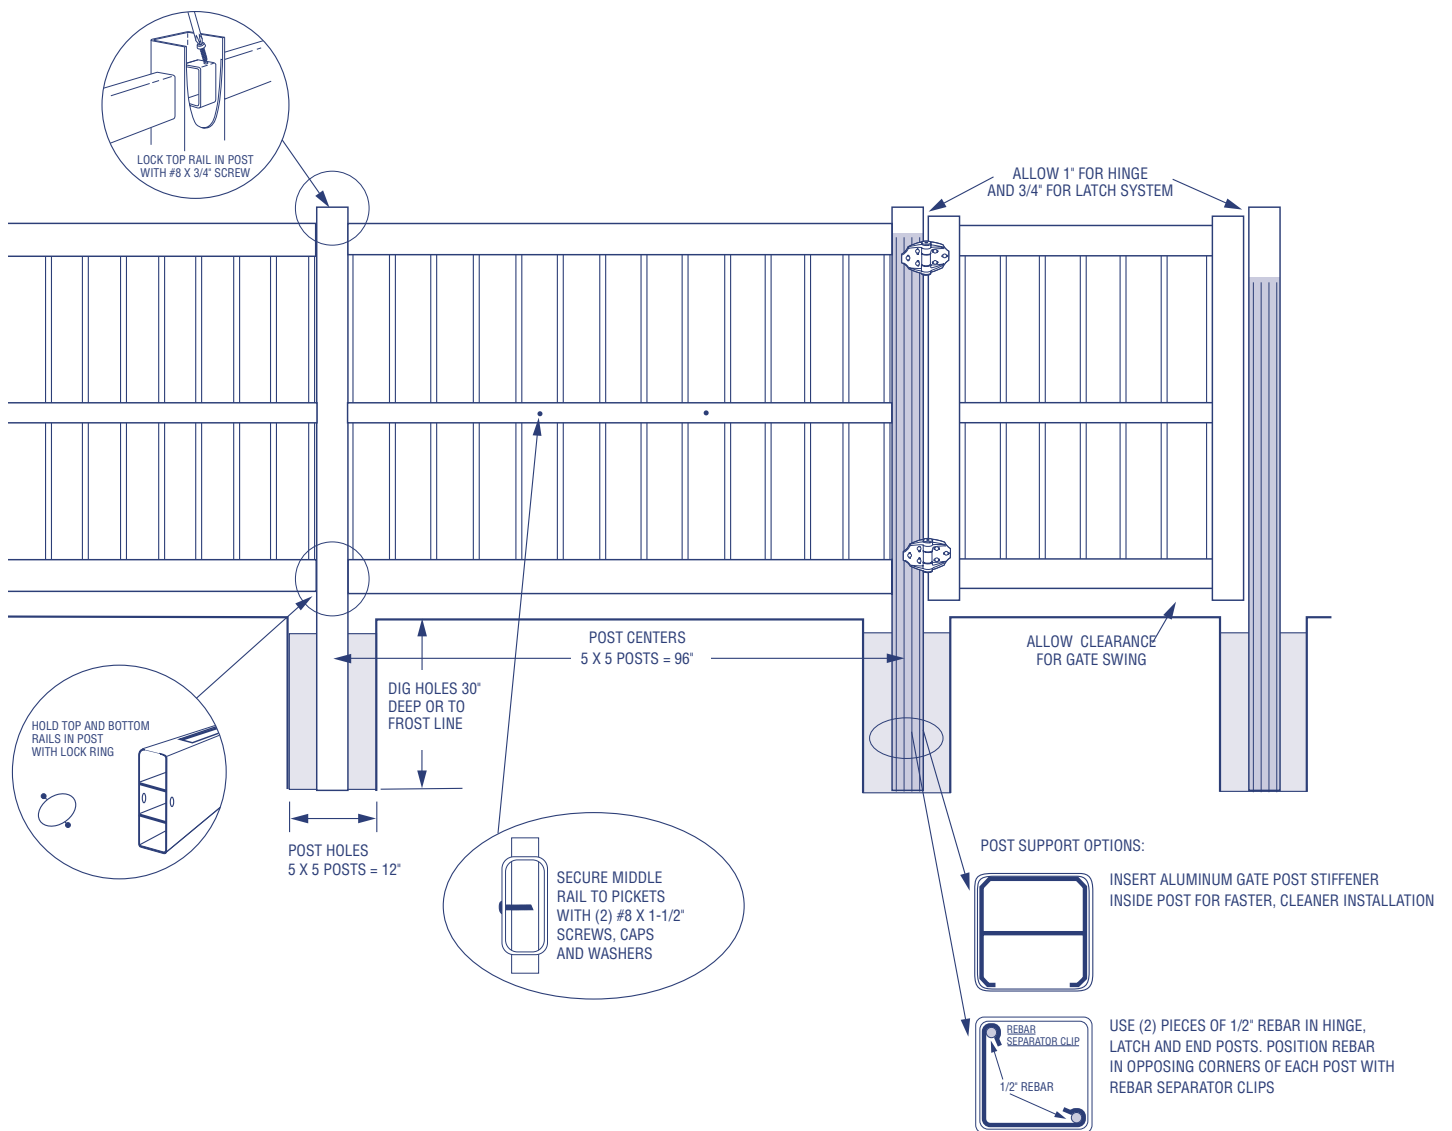 LOCK TOP RAIL IN POST
WITH #8 X 3/4" SCREW
ALLOW 1" FOR HINGE
AND 3/4" FOR LATCH SYSTEM
POST CENTERS
5 X 5 POSTS = 96"
ALLOW CLEARANCE
FOR GATE SWING
DIG HOLES 30"
DEEP OR TO
FROST LINE
HOLD TOP AND BOTTOM
RAILS IN POST
WITH LOCK RING
POST HOLES
5 X 5 POSTS = 12"
SECURE MIDDLE
RAIL TO PICKETS
WITH (2) #8 X 1-1/2"
SCREWS, CAPS
AND WASHERS
POST SUPPORT OPTIONS:
INSERT ALUMINUM GATE POST STIFFENER
INSIDE POST FOR FASTER, CLEANER INSTALLATION
REBAR
SEPARATOR CLIP
1/2" REBAR
USE (2) PIECES OF 1/2" REBAR IN HINGE,
LATCH AND END POSTS. POSITION REBAR
IN OPPOSING CORNERS OF EACH POST WITH
REBAR SEPARATOR CLIPS